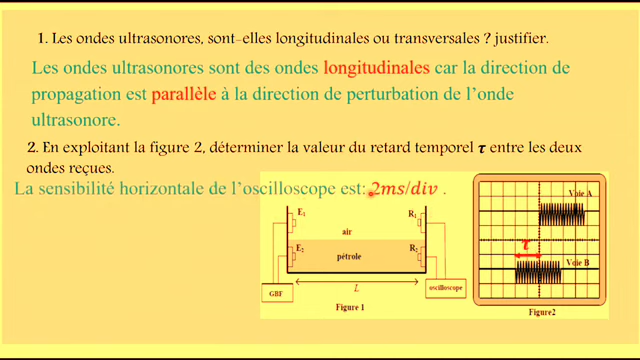 1. Les ondes ultrasonores, sont-elles longitudinales ou transversales ? justifier.
Les ondes ultrasonores sont des ondes longitudinales car la direction de
propagation est parallèle à la direction de perturbation de l'onde
ultrasonore.
2. En exploitant la figure 2, déterminer la valeur du retard temporel τ entre les deux
ondes reçues.
La sensibilité horizontale de l'oscilloscope est: 2ms/div .
E1
R1
air
E2
R2
pétrole
L
GBF
oscilloscope
Figure 1
Voie A
τ
Voie B
Figure2